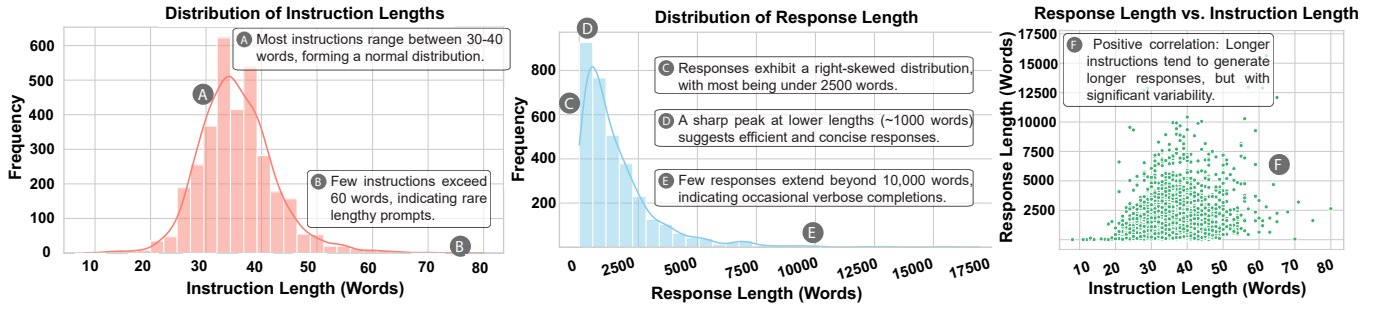 Distribution of Instruction Lengths
Frequency
600
500
400
300
200
100
0
10 20 30 40 50 60 70 80
Instruction Length (Words)
A Most instructions range between 30-40
words, forming a normal distribution.
A
B Few instructions exceed
60 words, indicating rare
lengthy prompts.
B
Distribution of Response Length
Frequency
800
600
400
200
0 2500 5000 7500 10000 12500 15000 17500
Response Length (Words)
D
C
C Responses exhibit a right-skewed distribution,
with most being under 2500 words.
D A sharp peak at lower lengths (~1000 words)
suggests efficient and concise responses.
E Few responses extend beyond 10,000 words,
indicating occasional verbose completions.
E
Response Length vs. Instruction Length
Response Length (Words)
17500
15000
12500
10000
7500
5000
2500
10 20 30 40 50 60 70 80
Instruction Length (Words)
F Positive correlation: Longer
instructions tend to generate
longer responses, but with
significant variability.
F